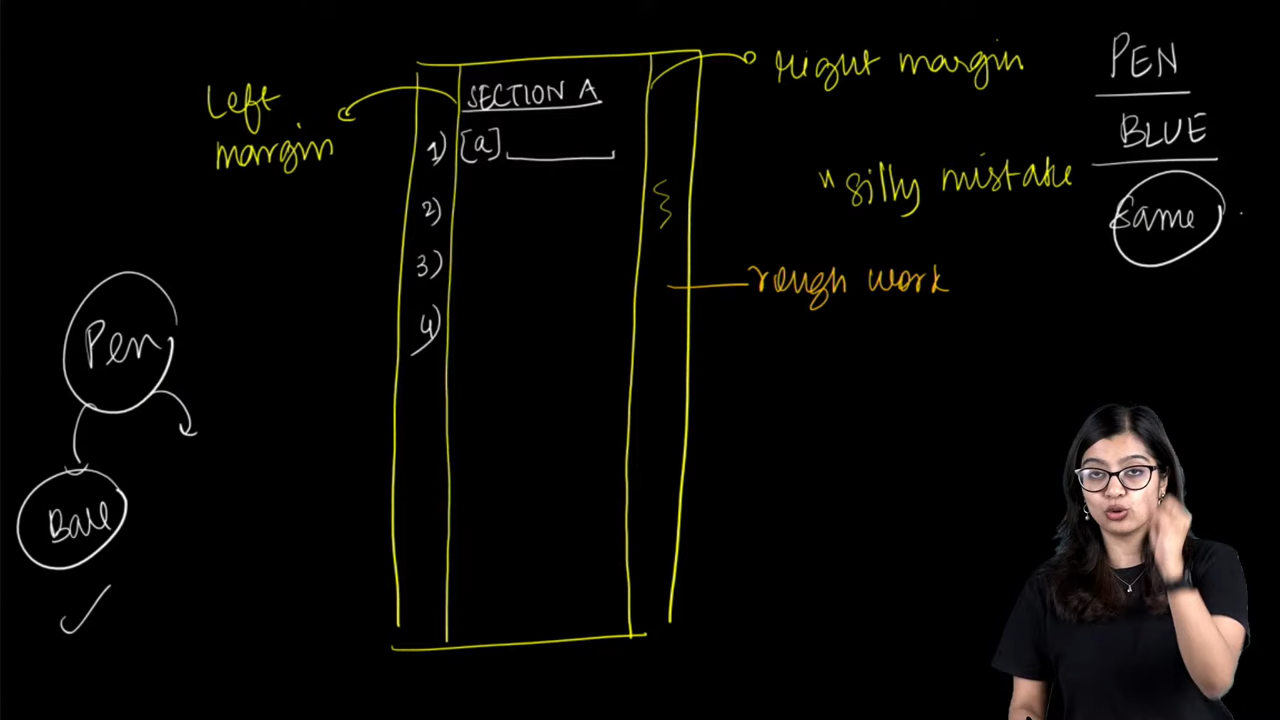 left
margin
SECTION A
1) [a]
2)
3)
4)
right margin
"silly mistake
rough work
PEN
BLUE
same
Pen
Ball